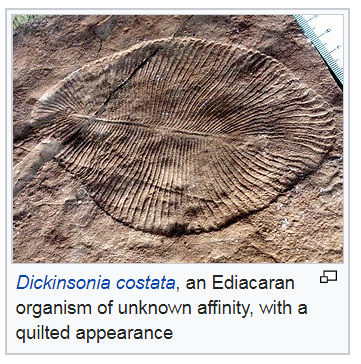 Dickinsonia costata, an Ediacaran
organism of unknown affinity, with a
quilted appearance